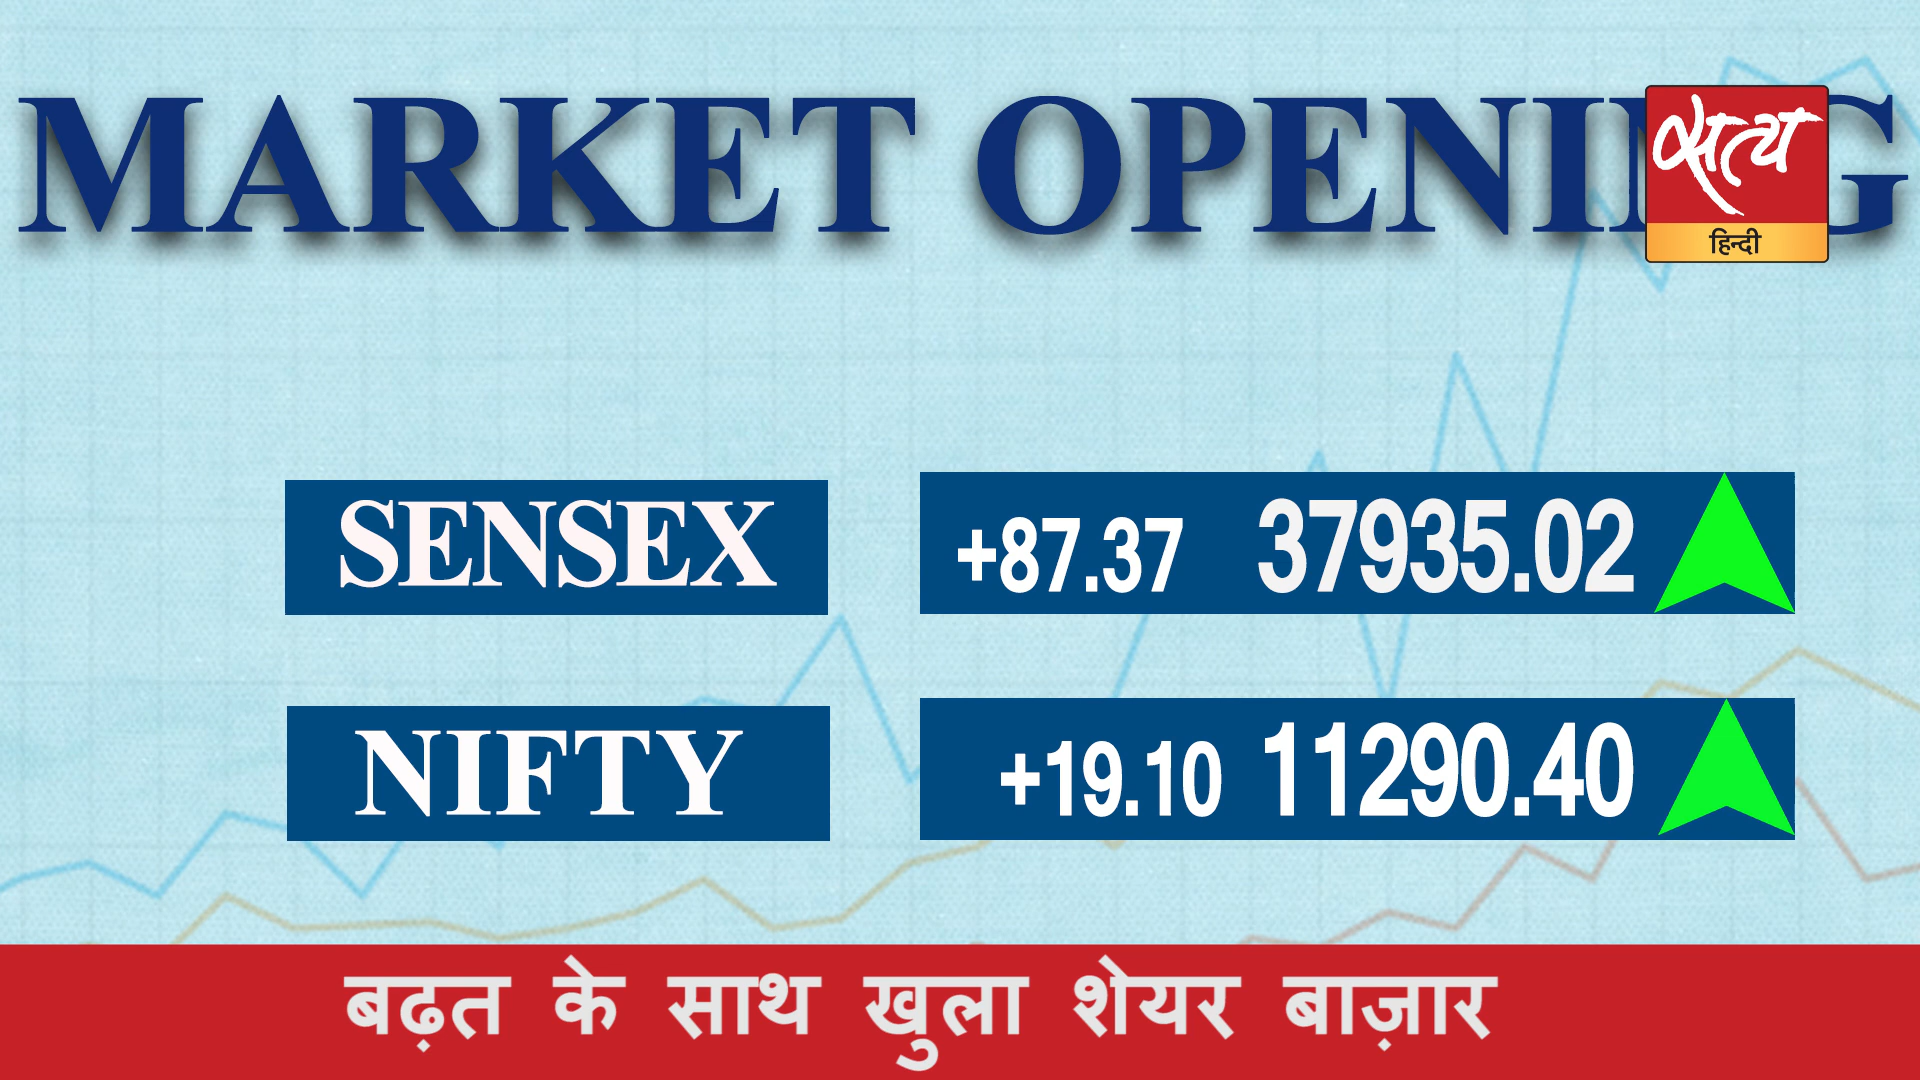 MARKET OPENING
सत्य
हिन्दी
SENSEX +87.37 37935.02
NIFTY +19.10 11290.40
बढ़त के साथ खुला शेयर बाज़ार